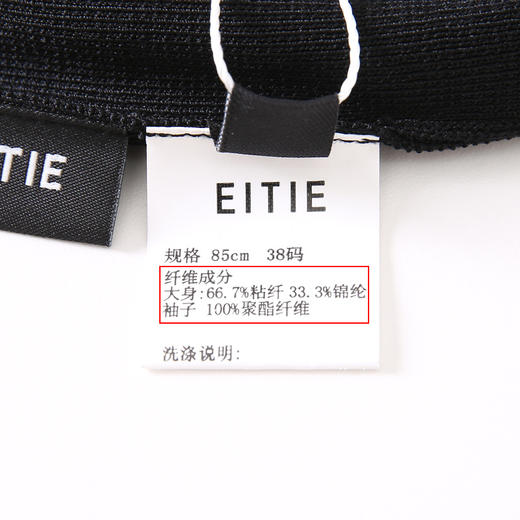 TIE
EITIE
规格 85cm 38码
纤维成分
大身:66.7%粘纤 33.3%锦纶
袖子 100%聚酯纤维
洗涤说明: